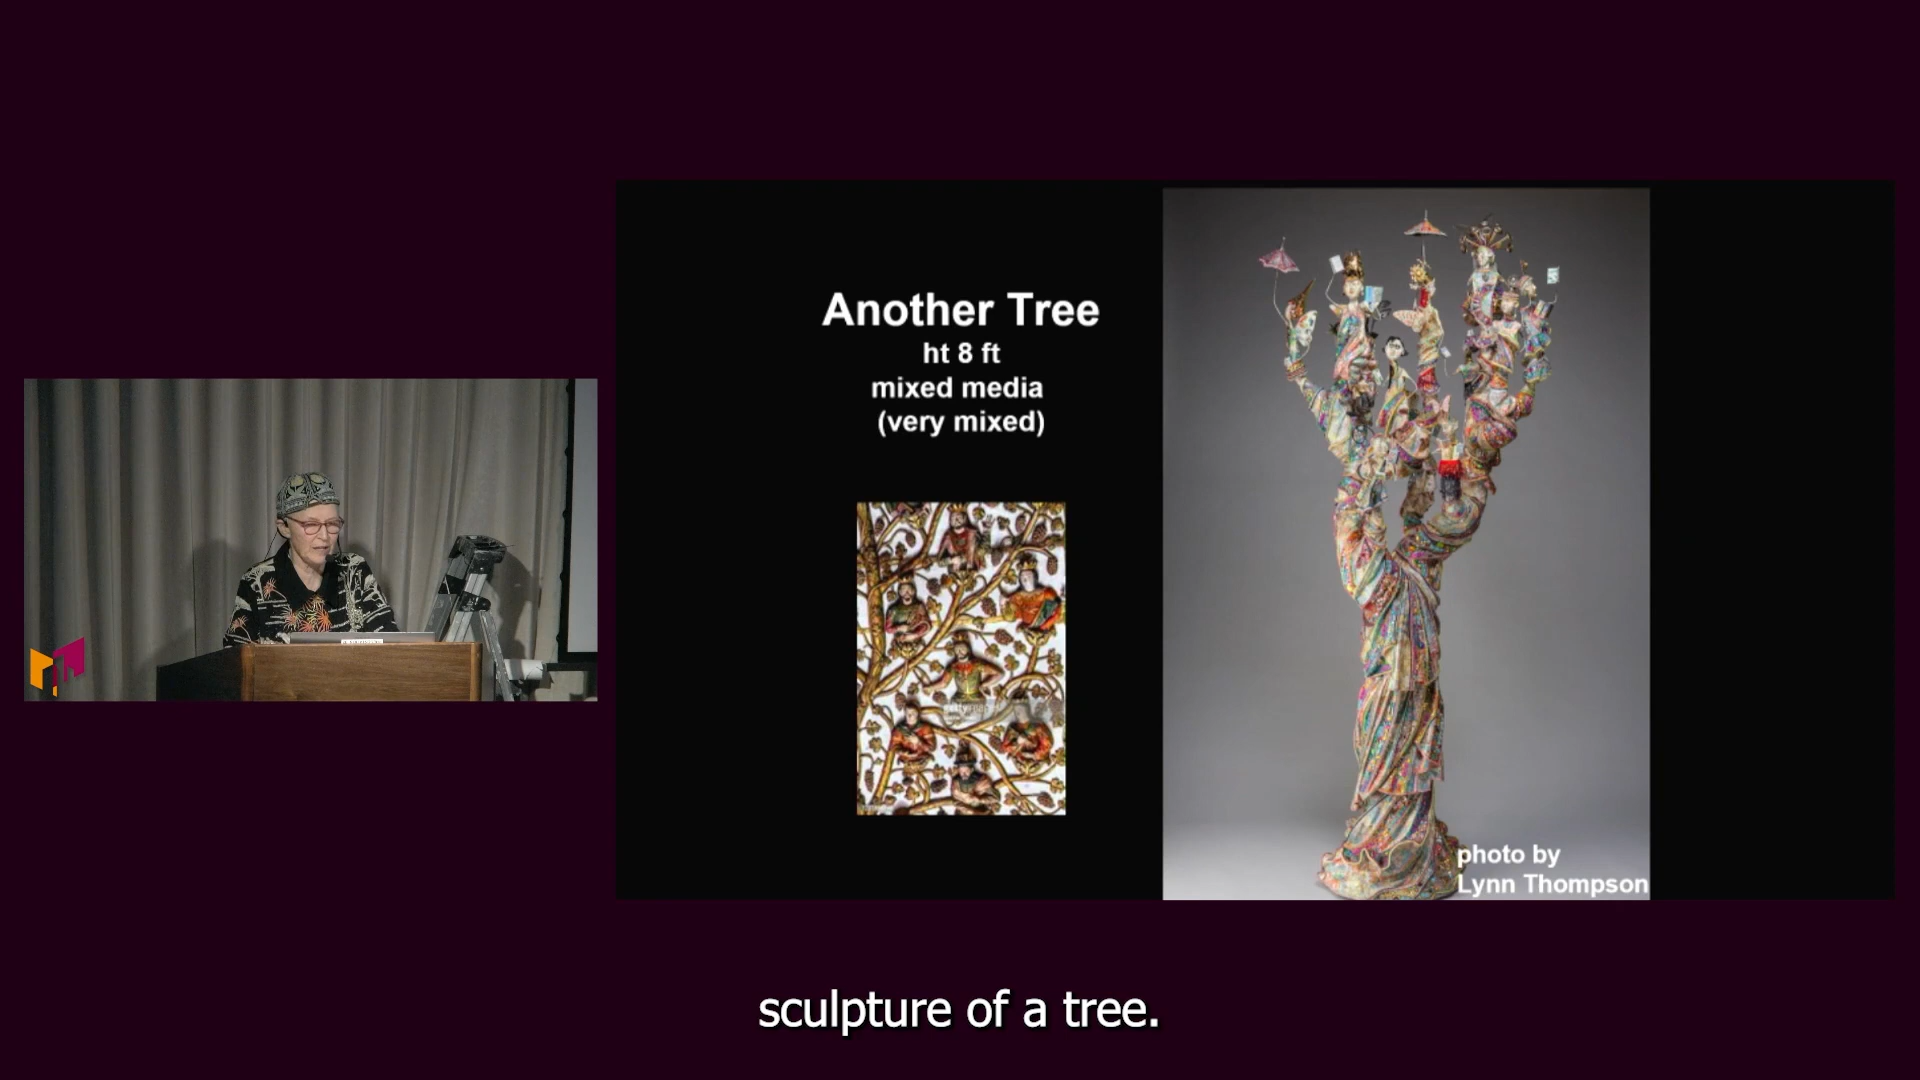 Another Tree
ht 8 ft
mixed media
(very mixed)
photo by
Lynn Thompson
sculpture of a tree.